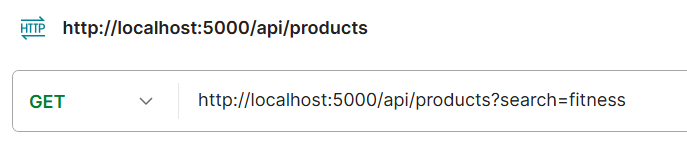 HTTP http://localhost:5000/api/products
GET http://localhost:5000/api/products?search=fitness